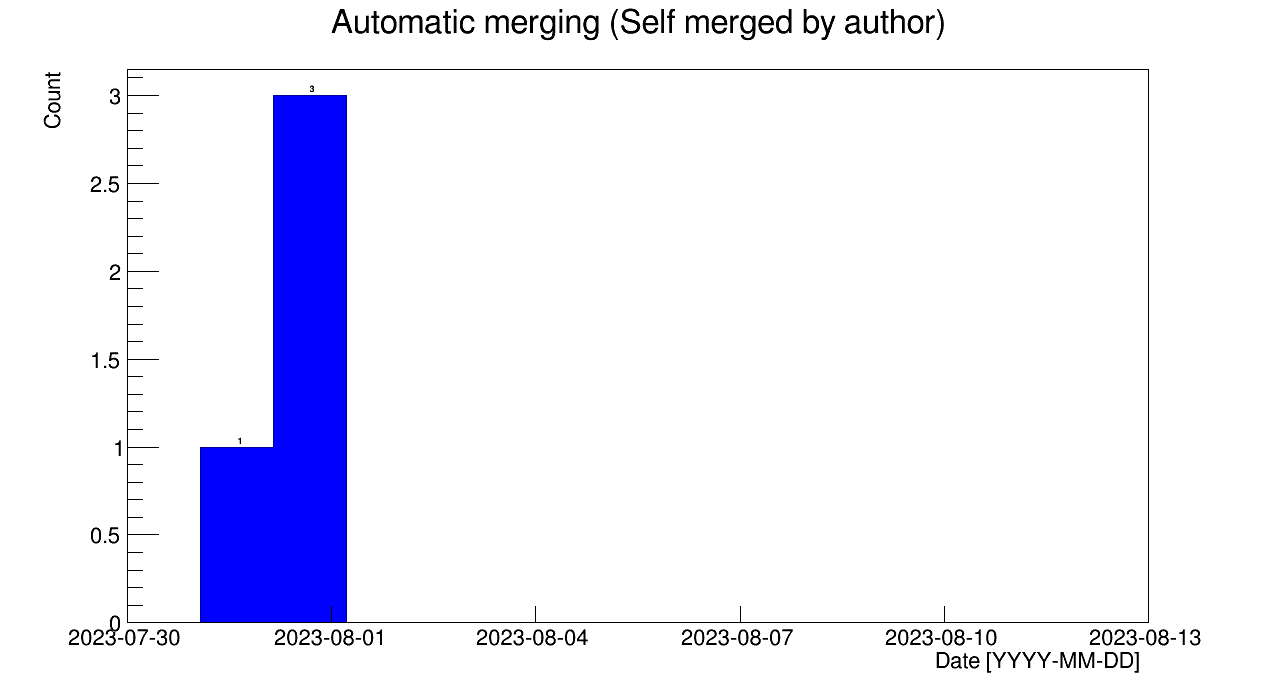 Automatic merging (Self merged by author)
Count
3
2.5
2
1.5
1
0.5
0
3
1
2023-07-30 2023-08-01 2023-08-04 2023-08-07 2023-08-10 2023-08-13
Date [YYYY-MM-DD]